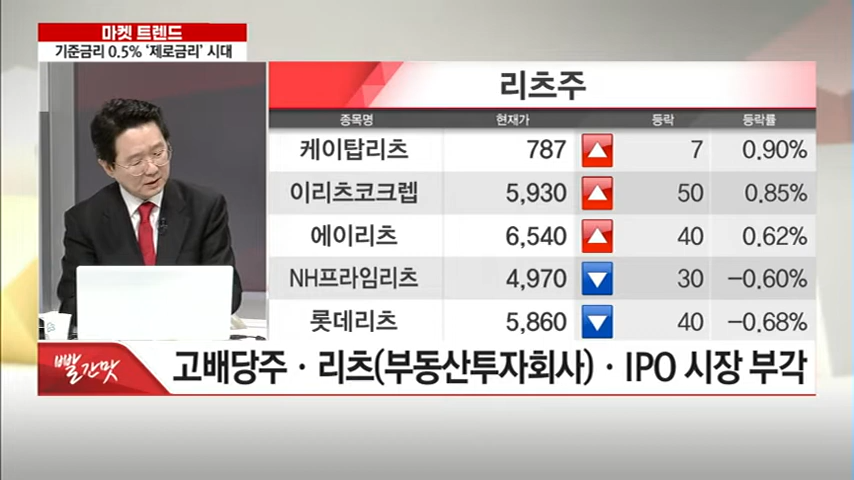 마켓 트렌드
기준금리 0.5% '제로금리' 시대
리츠주
종목명 현재가 등락 등락률
케이탑리츠 787 ▲ 7 0.90%
이리츠코크렙 5,930 ▲ 50 0.85%
에이리츠 6,540 ▲ 40 0.62%
NH프라임리츠 4,970 ▼ 30 -0.60%
롯데리츠 5,860 ▼ 40 -0.68%
빨간맛
고배당주 · 리츠(부동산투자회사) · IPO 시장 부각